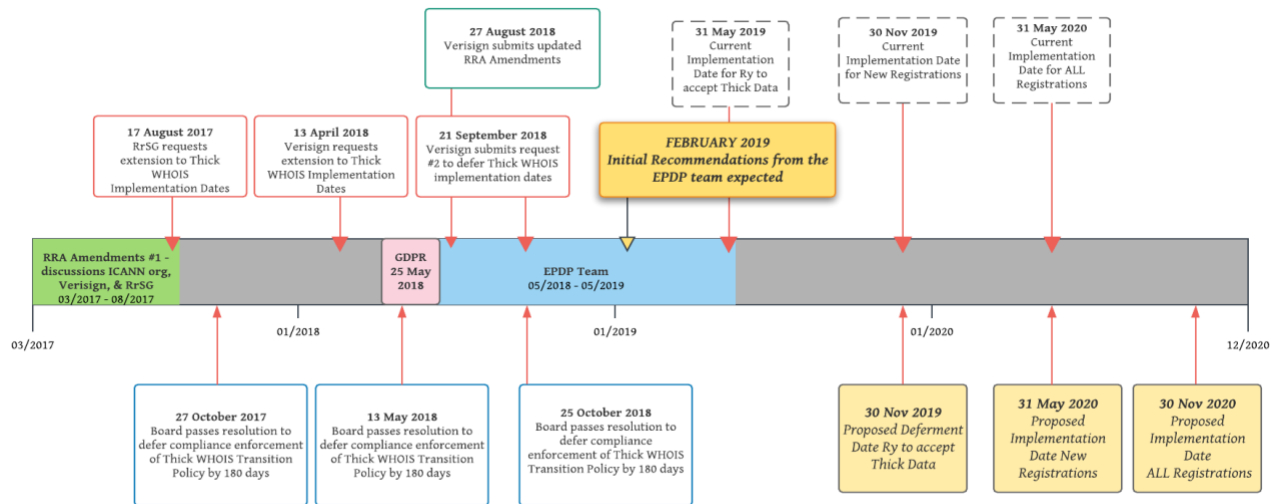 27 August 2018
Verisign submits updated
RRA Amendments
31 May 2019
Current
Implementation
Date for Ry to
accept Thick Data
30 Nov 2019
Current
Implementation Date
for New Registrations
31 May 2020
Current
Implementation
Date for ALL
Registrations
17 August 2017
RrSG requests
extension to Thick
WHOIS
Implementation Dates
13 April 2018
Verisign requests
extension to Thick
WHOIS Implementation
Dates
21 September 2018
Verisign submits request
#2 to defer Thick WHOIS
implementation dates
FEBRUARY 2019
Initial Recommendations from the
EPDP team expected
RRA Amendments #1 -
discussions ICANN org,
Verisign, & RrSG
03/2017 - 08/2017
GDPR
25 May
2018
EPDP Team
05/2018 - 05/2019
03/2017
01/2018
01/2019
01/2020
12/2020
27 October 2017
Board passes resolution to
defer compliance enforcement
of Thick WHOIS Transition
Policy by 180 days
13 May 2018
Board passes resolution to
defer compliance enforcement
of Thick WHOIS Transition
Policy by 180 days
25 October 2018
Board passes resolution to
defer compliance
enforcement of Thick WHOIS
Transition Policy by 180 days
30 Nov 2019
Proposed Deferment
Date Ry to accept
Thick Data
31 May 2020
Proposed
Implementation
Date New
Registrations
30 Nov 2020
Proposed
Implementation
Date
ALL Registrations